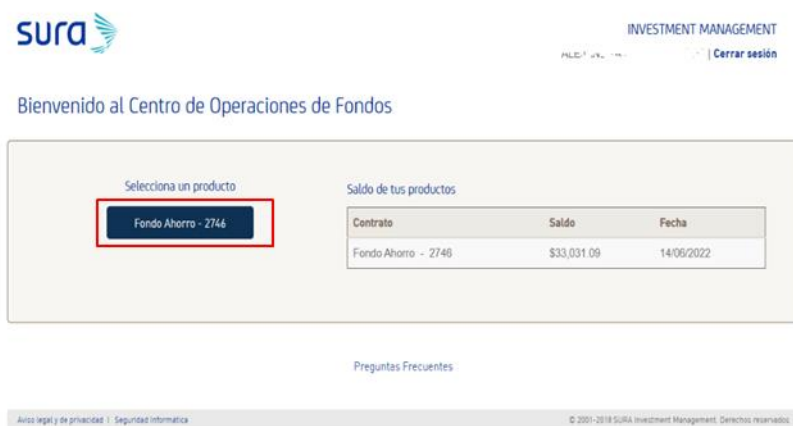 sura
INVESTMENT MANAGEMENT
| Cerrar sesión
Bienvenido al Centro de Operaciones de Fondos
Selecciona un producto
Fondo Ahorro - 2746
Saldo de tus productos
Contrato Saldo Fecha
Fondo Ahorro - 2746 $33,031.09 14/06/2022
Preguntas Frecuentes
Aviso legal y de privacidad | Seguridad Informática
© 2001-2018 SURA Investment Management. Derechos reservados